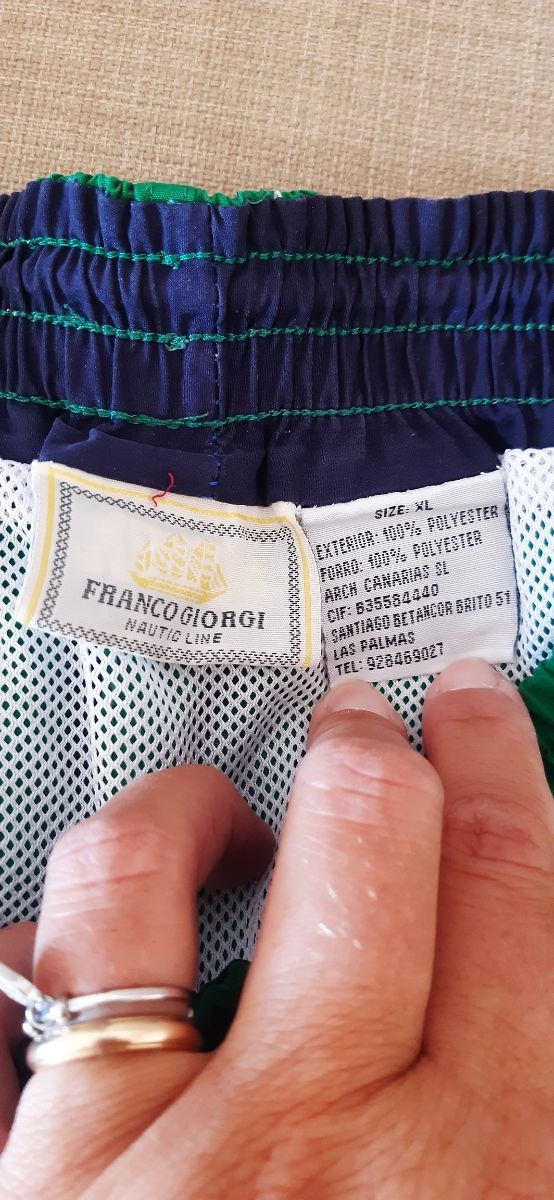 FRANCO GIORGI
NAUTIC LINE
SIZE: XL
EXTERIOR: 100% POLYESTER
FORRO: 100% POLYESTER
ARCH CANARIAS SL
CIF: B35584440
SANTIAGO BETANCOR BRITO 51
LAS PALMAS
TEL: 928469027